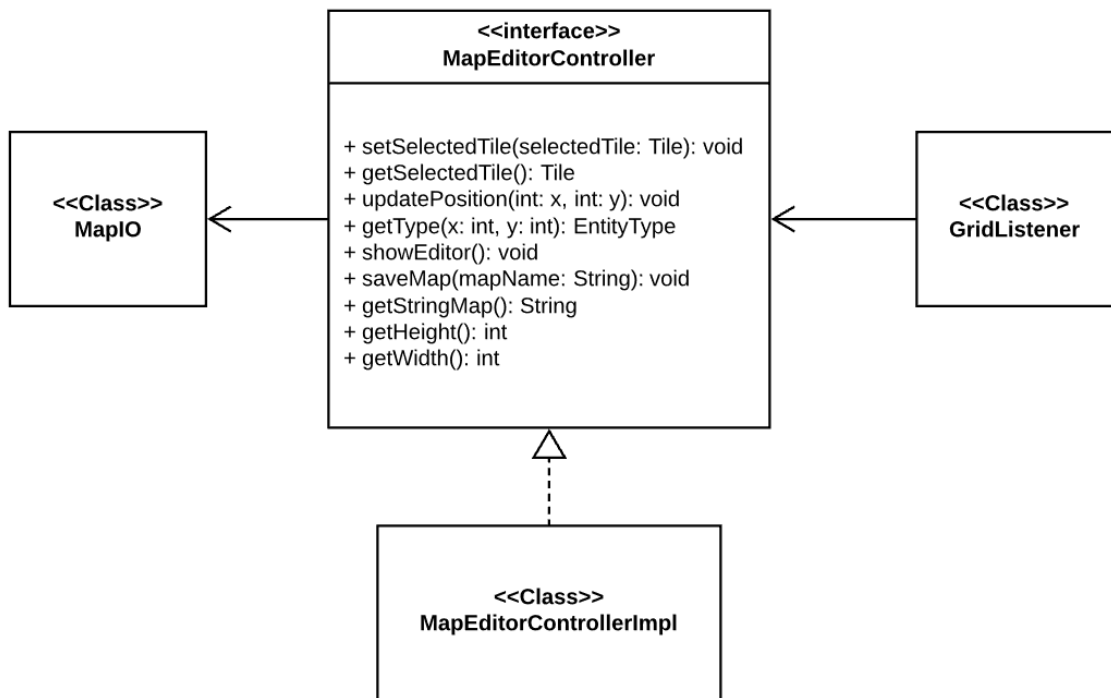 <<interface>>
MapEditorController
+ setSelectedTile(selectedTile: Tile): void
+ getSelectedTile(): Tile
+ updatePosition(int: x, int: y): void
+ getType(x: int, y: int): EntityType
+ showEditor(): void
+ saveMap(mapName: String): void
+ getStringMap(): String
+ getHeight(): int
+ getWidth(): int
<<Class>>
MapIO
<<Class>>
GridListener
<<Class>>
MapEditorControllerImpl